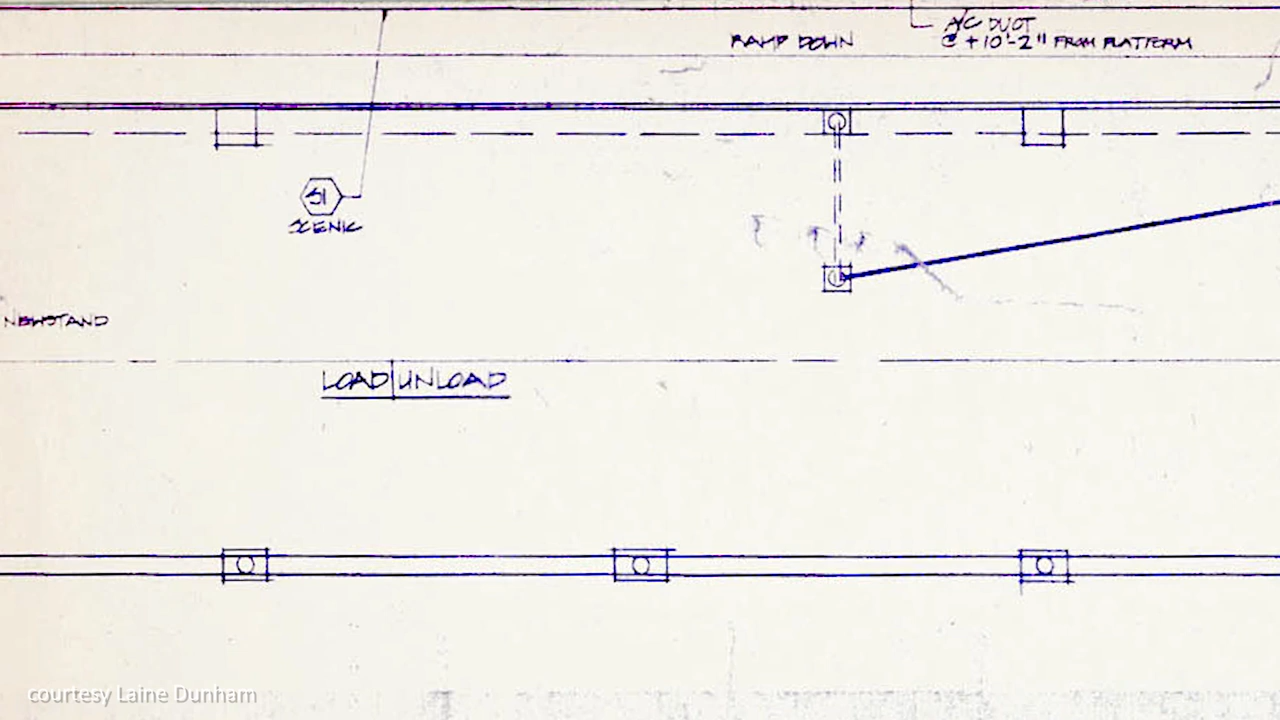 A/C DUCT
RAMP DOWN
@ +10'-2" FROM PLATFORM
51
SCENIC
NEWSTAND
LOAD/UNLOAD
courtesy Laine Dunham